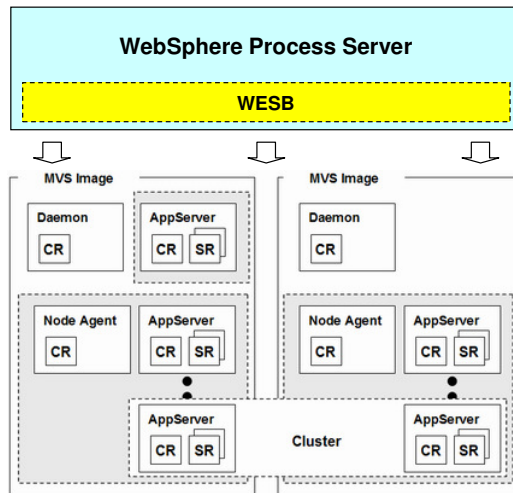 WebSphere Process Server
WESB
MVS Image
MVS Image
Daemon
CR
AppServer
CR SR
Daemon
CR
Node Agent
CR
AppServer
CR SR
Node Agent
CR
AppServer
CR SR
AppServer
CR SR
Cluster
AppServer
CR SR